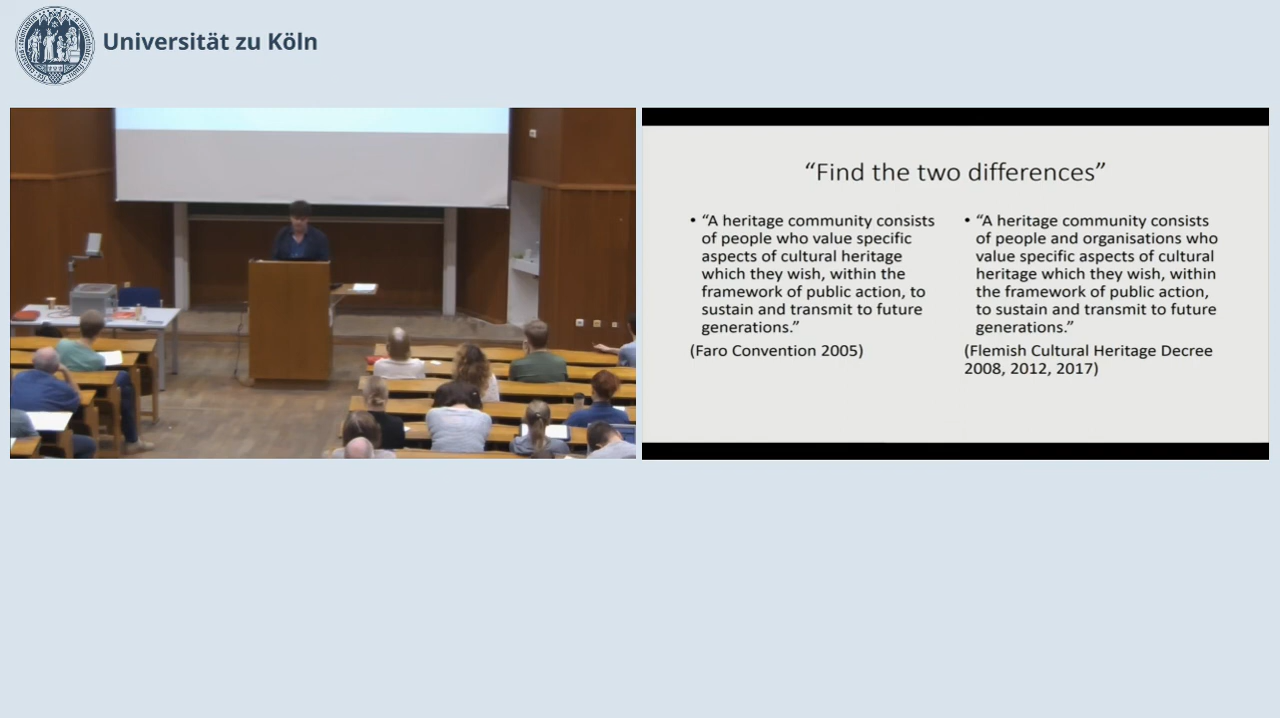 Universität zu Köln
“Find the two differences”
• “A heritage community consists
of people who value specific
aspects of cultural heritage
which they wish, within the
framework of public action, to
sustain and transmit to future
generations.”
(Faro Convention 2005)
• “A heritage community consists
of people and organisations who
value specific aspects of cultural
heritage which they wish, within
the framework of public action,
to sustain and transmit to future
generations.”
(Flemish Cultural Heritage Decree
2008, 2012, 2017)